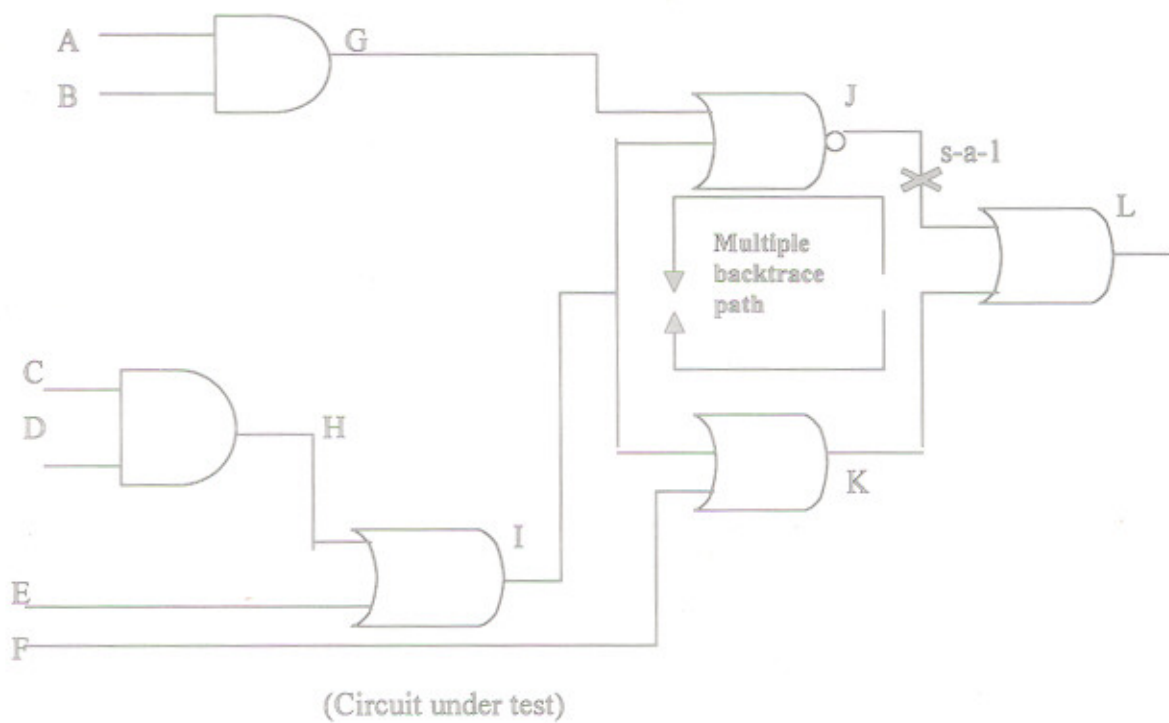 A
G
B
J
s-a-1
L
Multiple
backtrace
path
C
D
H
K
I
E
F
(Circuit under test)